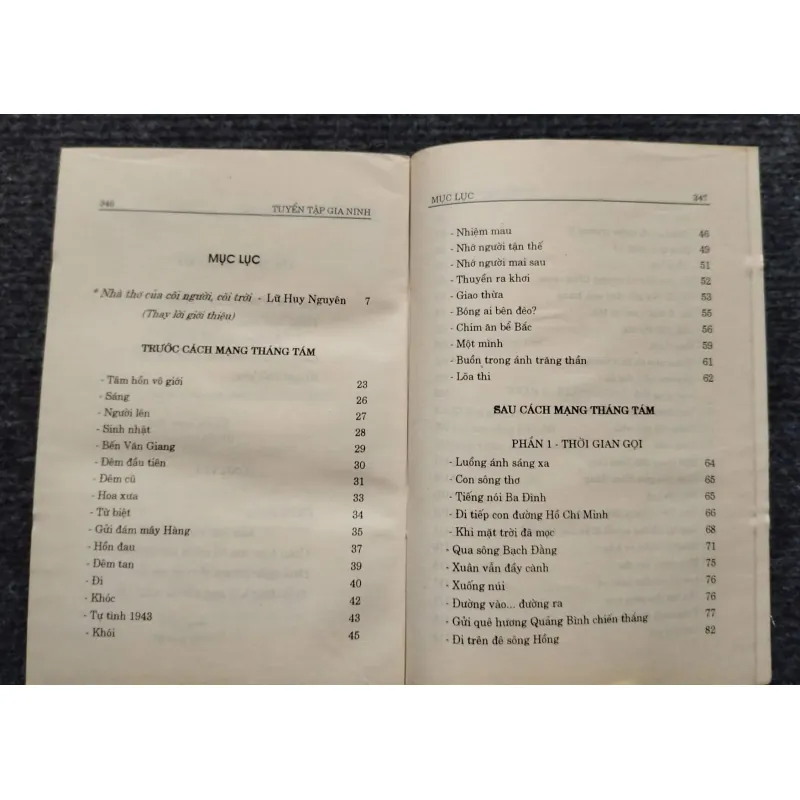 346 TUYỂN TẬP GIA NINH
MỤC LỤC
* Nhà thơ của cõi người, cõi trời - Lữ Huy Nguyên 7
(Thay lời giới thiệu)
TRƯỚC CÁCH MẠNG THÁNG TÁM
- Tâm hồn vô giới 23
- Sáng 26
- Người lên 27
- Sinh nhật 28
- Bến Văn Giang 29
- Đêm đầu tiên 30
- Đêm cũ 31
- Hoa xưa 33
- Từ biệt 34
- Gửi đám mây Hàng 35
- Hồn đau 37
- Đêm tan 39
- Đi 40
- Khóc 42
- Tự tình 1943 43
- Khói 45
MỤC LỤC 347
- Nhiệm mầu 46
- Nhớ người tận thế 49
- Nhớ người mai sau 51
- Thuyền ra khơi 52
- Giao thừa 53
- Bóng ai bên đèo? 55
- Chim ăn bể Bắc 56
- Một mình 59
- Buồn trong ánh trăng thần 61
- Lõa thi 62
SAU CÁCH MẠNG THÁNG TÁM
PHẦN 1 - THỜI GIAN GỌI
- Luồng ánh sáng xa 64
- Con sông thơ 65
- Tiếng nói Ba Đình 65
- Đi tiếp con đường Hồ Chí Minh 66
- Khi mặt trời đã mọc 68
- Qua sông Bạch Đằng 71
- Xuân vẫn đầy cành 75
- Xuống núi 76
- Đường vào... đường ra 76
- Gửi quê hương Quảng Bình chiến thắng 77
- Đi trên đê sông Hồng 82